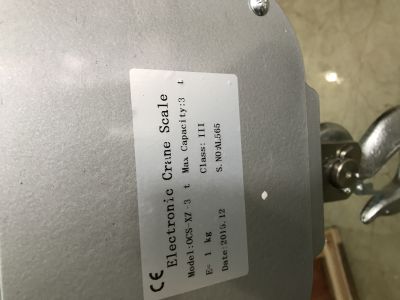 CE Electronic Crane Scale
Model:OCS-XZ-3 t Max Capacity:3 t
E= 1 kg Class: III
Date:2015.12 S.NO:AL565